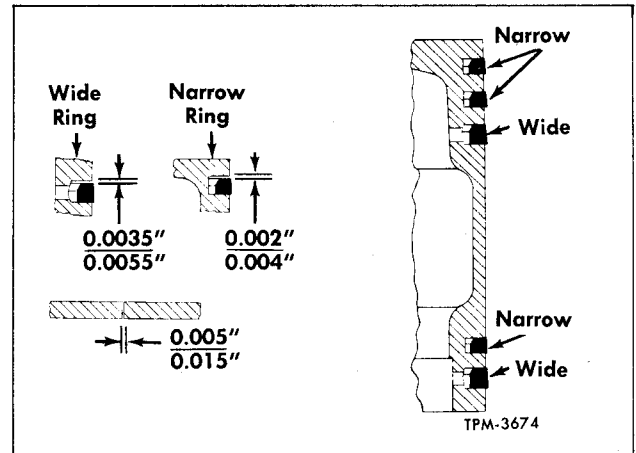 Narrow
Wide
Ring
Narrow
Ring
Wide
0.0035"
0.0055"
0.002"
0.004"
0.005"
0.015"
Narrow
Wide
TPM-3674